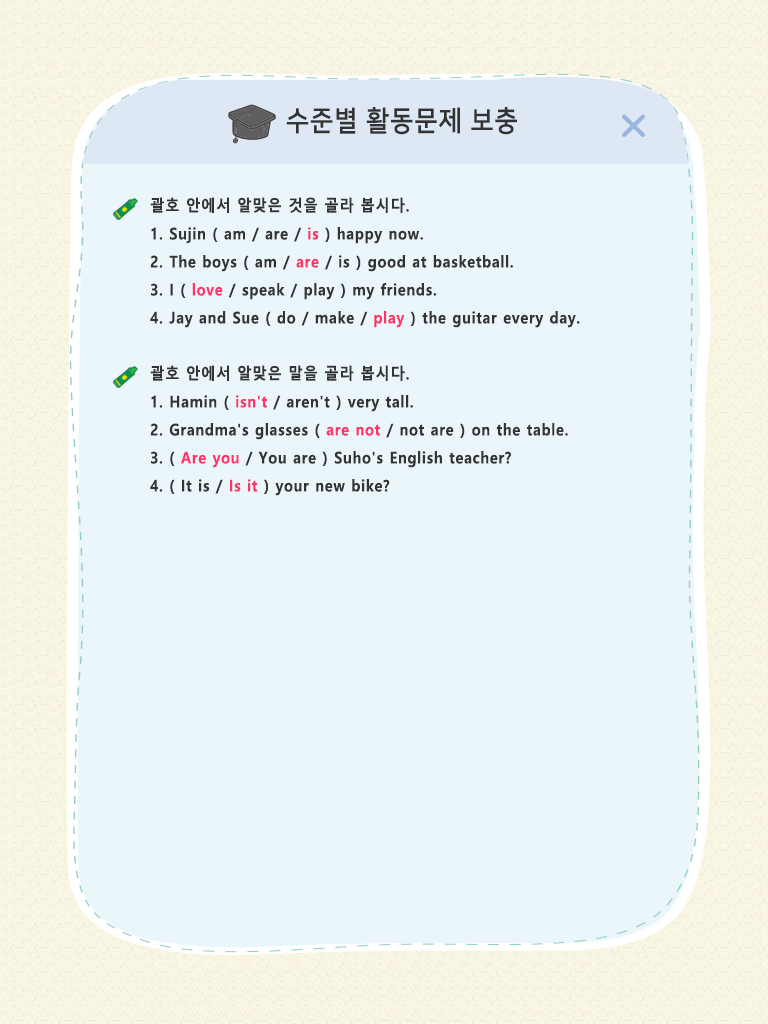 수준별 활동문제 보충
괄호 안에서 알맞은 것을 골라 봅시다.
1. Sujin ( am / are / is ) happy now.
2. The boys ( am / are / is ) good at basketball.
3. I ( love / speak / play ) my friends.
4. Jay and Sue ( do / make / play ) the guitar every day.
괄호 안에서 알맞은 말을 골라 봅시다.
1. Hamin ( isn't / aren't ) very tall.
2. Grandma's glasses ( are not / not are ) on the table.
3. ( Are you / You are ) Suho's English teacher?
4. ( It is / Is it ) your new bike?